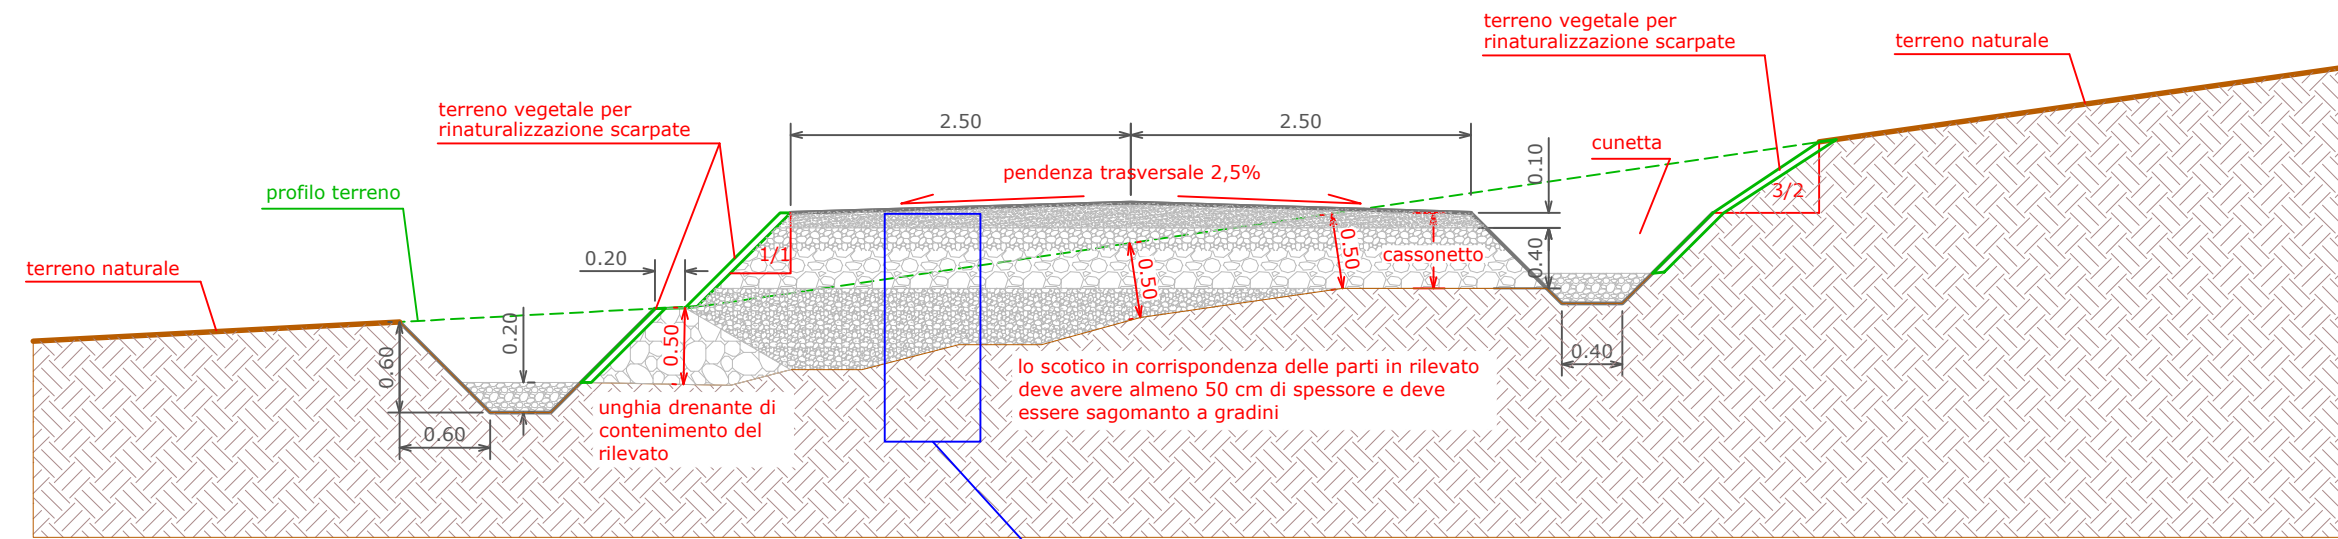 terreno vegetale per
rinaturalizzazione scarpate
terreno naturale
terreno vegetale per
rinaturalizzazione scarpate
2.50
2.50
cunetta
0.10
pendenza trasversale 2,5%
profilo terreno
3/2
terreno naturale
0.20
1/1
0.50
0.50
cassonetto
0.40
0.20
0.60
0.50
0.40
lo scotico in corrispondenza delle parti in rilevato
deve avere almeno 50 cm di spessore e deve
essere sagomanto a gradini
unghia drenante di
contenimento del
rilevato
0.60